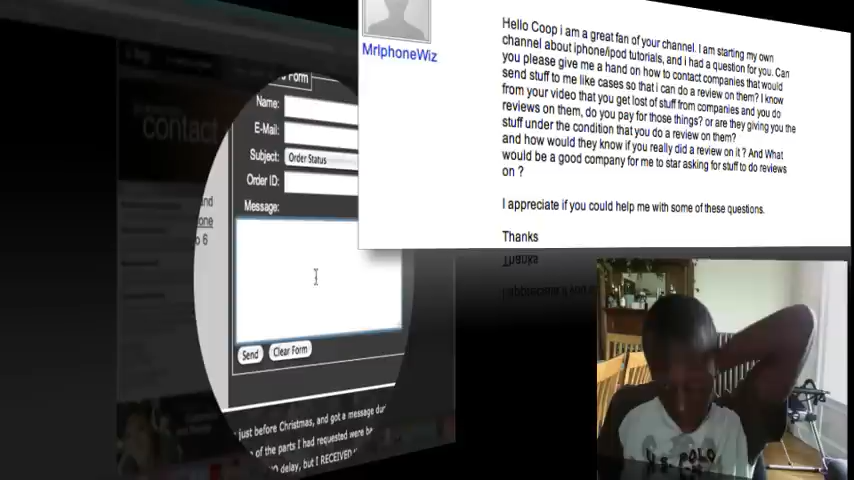 Hello Coop i am a great fan of your channel. I am starting my own
channel about iphone/ipod tutorials, and i had a question for you. Can
you please give me a hand on how to contact companies that would
send stuff to me like cases so that i can do a review on them? I know
from your video that you get lost of stuff from companies and you do
reviews on them, do you pay for those things? or are they giving you the
stuff under the condition that you do a review on them?
and how would they know if you really did a review on it ? And What
would be a good company for me to star asking for stuff to do reviews
on ?
I appreciate if you could help me with some of these questions.
Thanks
MrIphoneWiz
contact
Form
Name:
E-Mail:
Subject: Order Status
Order ID:
Message:
Send Clear Form
just before Christmas, and got a message
of the parts I had requested were
delay, but I RECEIVED
U.S. POLO